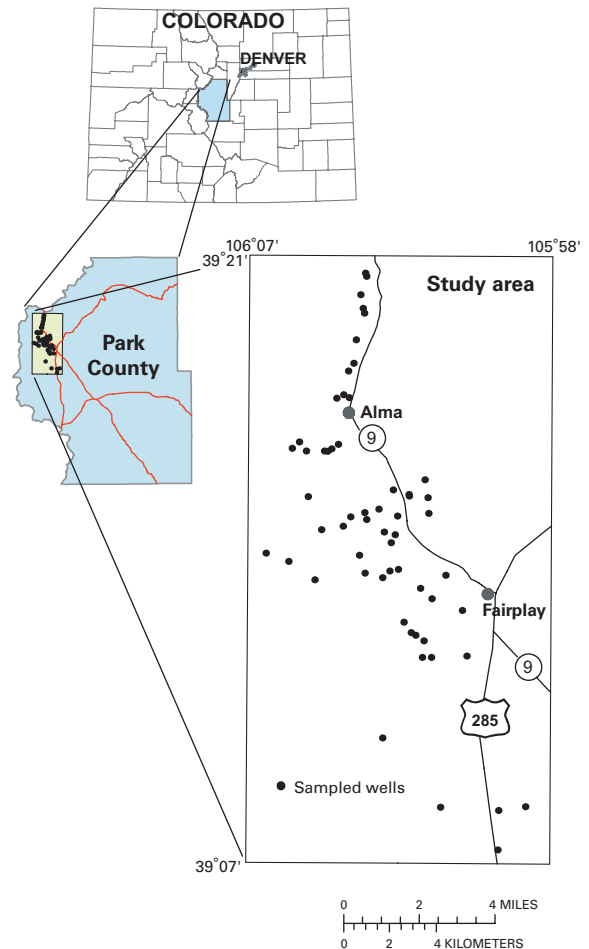 COLORADO
DENVER
106°07'
105°58'
39°21'
Study area
Park
County
Alma
9
Fairplay
9
285
Sampled wells
39°07'
0 2 4 MILES
0 2 4 KILOMETERS